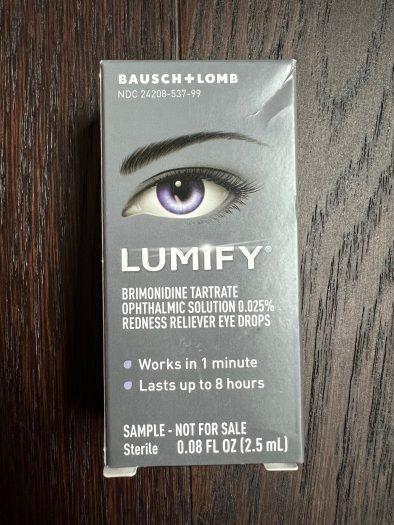 BAUSCH+LOMB
NDC 24208-537-99
LUMIFY®
BRIMONIDINE TARTRATE
OPHTHALMIC SOLUTION 0.025%
REDNESS RELIEVER EYE DROPS
Works in 1 minute
Lasts up to 8 hours
SAMPLE - NOT FOR SALE
Sterile 0.08 FL OZ (2.5 mL)